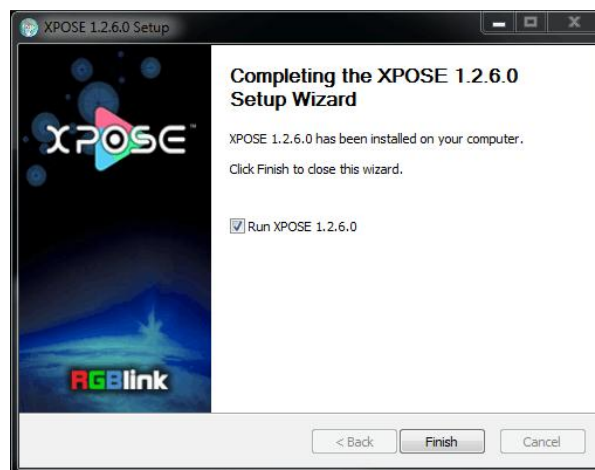 XPOSE 1.2.6.0 Setup
XPOSE™
Completing the XPOSE 1.2.6.0
Setup Wizard
XPOSE 1.2.6.0 has been installed on your computer.
Click Finish to close this wizard.
Run XPOSE 1.2.6.0
RGBlink
< Back
Finish
Cancel